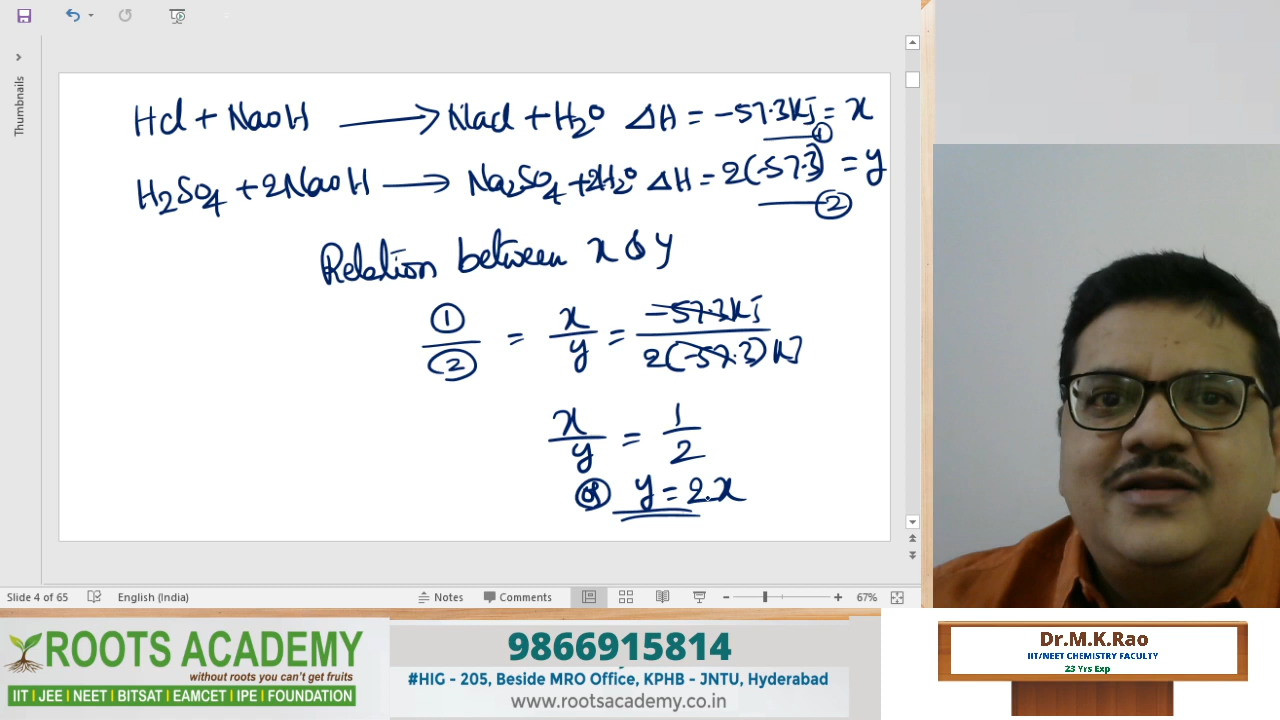 Thumbnails
HCl + NaOH ⟶ NaCl + H₂O ΔH = -57.3KJ = x
①
H₂SO₄ + 2NaOH ⟶ Na₂SO₄ + 2H₂O ΔH = 2(-57.3) = y
②
Relation between x & y
①/② = x/y = -57.3KJ / 2(-57.3)KJ
x/y = 1/2
or y = 2.x
Slide 4 of 65 English (India) Notes Comments 67%
ROOTS ACADEMY
without roots you can't get fruits
IIT I JEE I NEET I BITSAT I EAMCET I IPE I FOUNDATION
9866915814
#HIG - 205, Beside MRO Office, KPHB - JNTU, Hyderabad
www.rootsacademy.co.in
Dr.M.K.Rao
IIT/NEET CHEMISTRY FACULTY
23 Yrs Exp